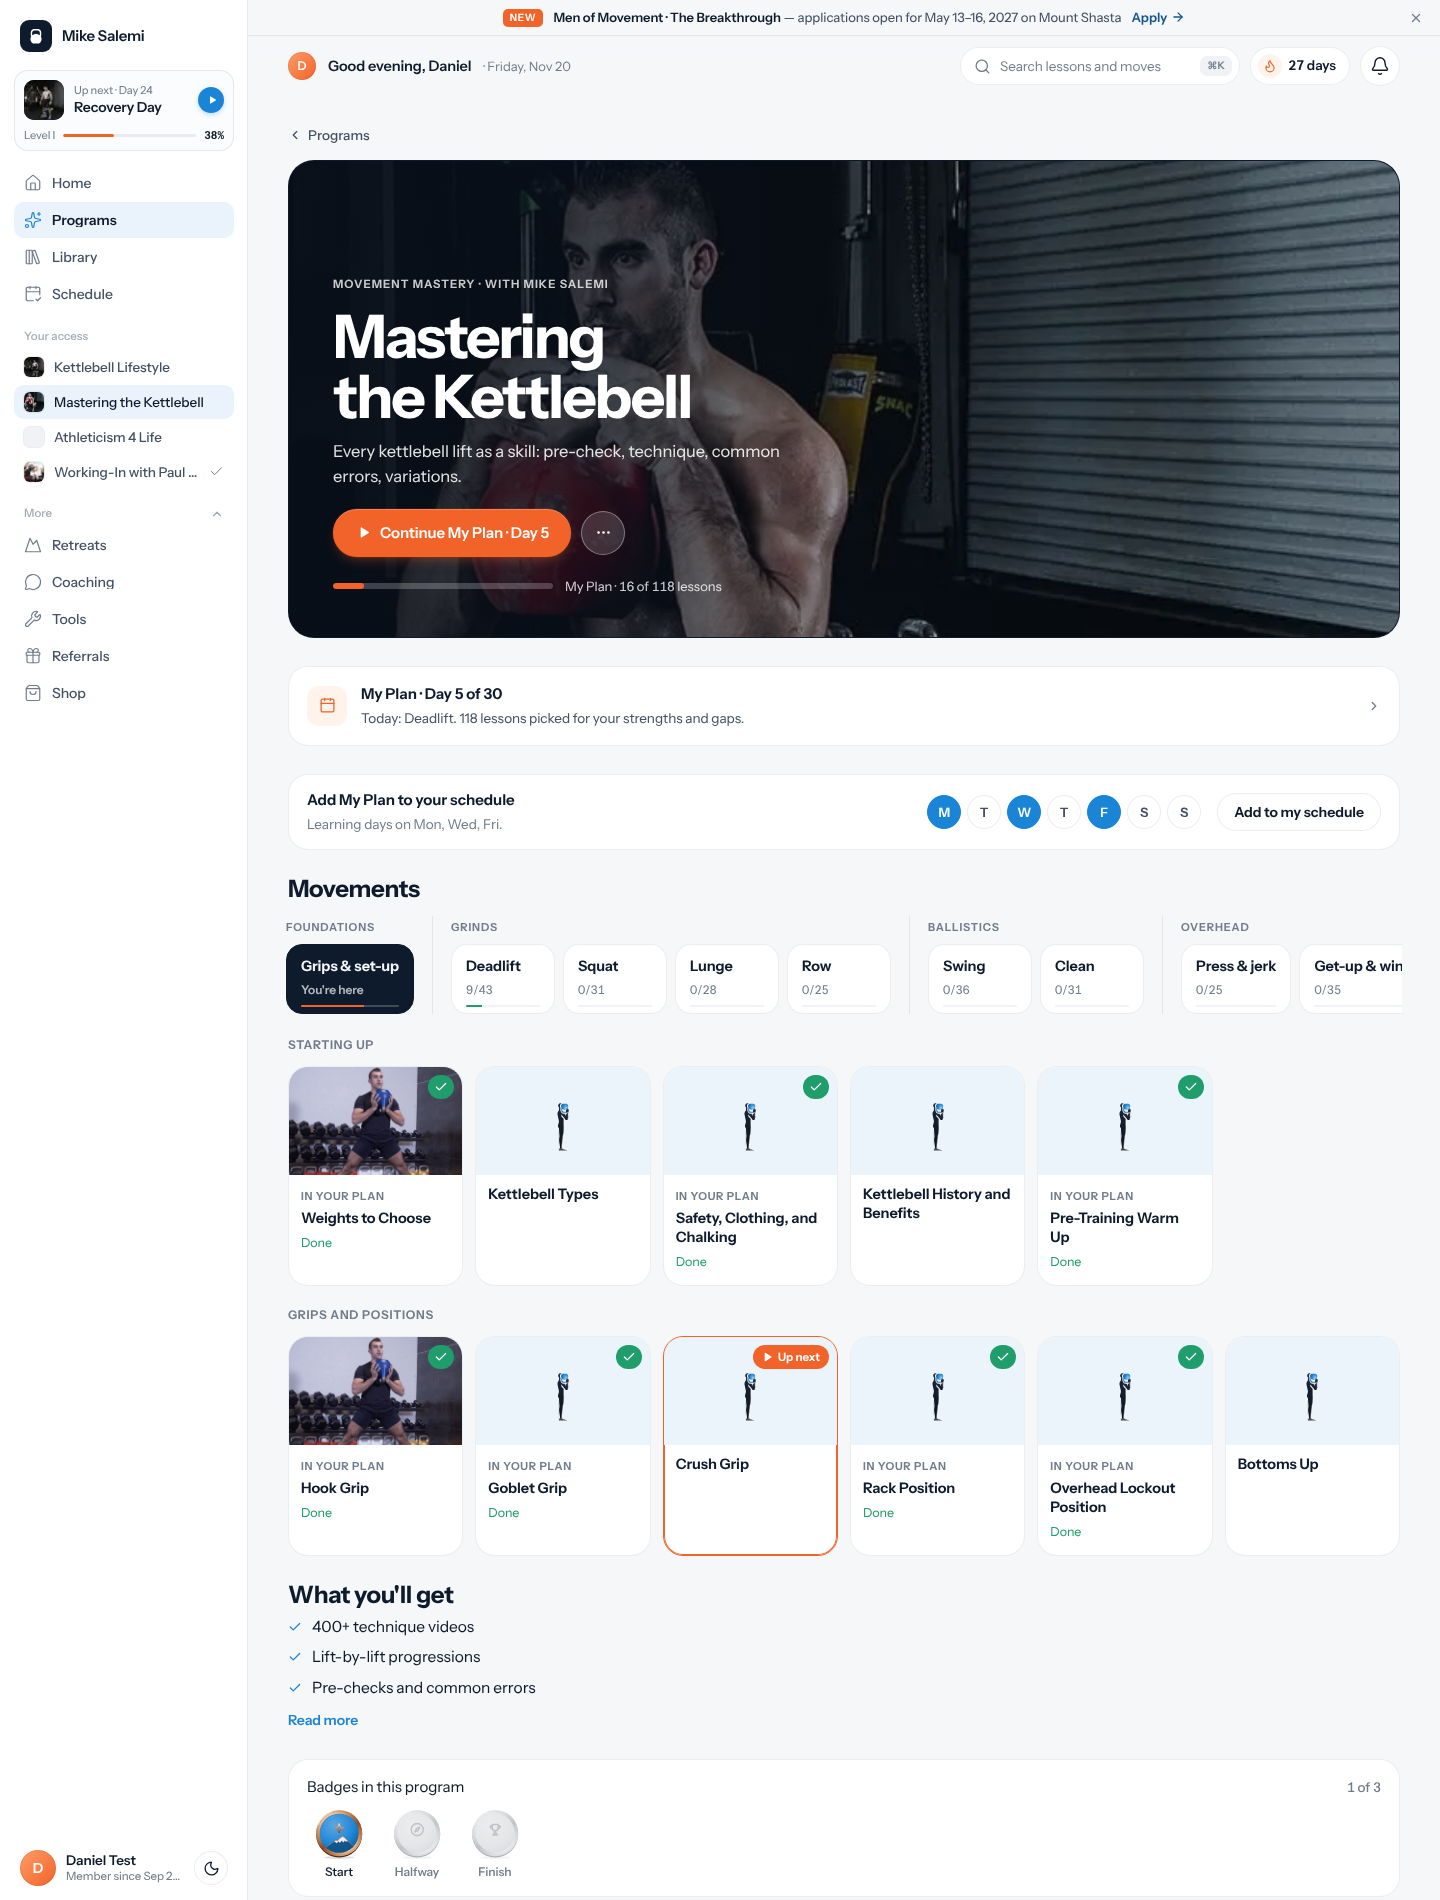 Mike Salemi
Up next · Day 24
Recovery Day
Level I
38%
Home
Programs
Library
Schedule
Your access
Kettlebell Lifestyle
Mastering the Kettlebell
Athleticism 4 Life
Working-In with Paul ...
More
Retreats
Coaching
Tools
Referrals
Shop
Daniel Test
Member since Sep 2...
D
NEW Men of Movement · The Breakthrough — applications open for May 13–16, 2027 on Mount Shasta Apply →
D Good evening, Daniel · Friday, Nov 20
Search lessons and moves ⌘K
27 days
Programs
MOVEMENT MASTERY · WITH MIKE SALEMI
Mastering
the Kettlebell
Every kettlebell lift as a skill: pre-check, technique, common
errors, variations.
Continue My Plan · Day 5
My Plan · 16 of 118 lessons
EVERLAST
SNAC
My Plan · Day 5 of 30
Today: Deadlift. 118 lessons picked for your strengths and gaps.
Add My Plan to your schedule
Learning days on Mon, Wed, Fri.
M T W T F S S
Add to my schedule
Movements
FOUNDATIONS
Grips & set-up
You're here
GRINDS
Deadlift
9/43
Squat
0/31
Lunge
0/28
Row
0/25
BALLISTICS
Swing
0/36
Clean
0/31
OVERHEAD
Press & jerk
0/25
Get-up & win
0/35
STARTING UP
IN YOUR PLAN
Weights to Choose
Done
Kettlebell Types
IN YOUR PLAN
Safety, Clothing, and
Chalking
Done
Kettlebell History and
Benefits
IN YOUR PLAN
Pre-Training Warm
Up
Done
GRIPS AND POSITIONS
IN YOUR PLAN
Hook Grip
Done
IN YOUR PLAN
Goblet Grip
Done
Up next
Crush Grip
IN YOUR PLAN
Rack Position
Done
IN YOUR PLAN
Overhead Lockout
Position
Done
Bottoms Up
What you'll get
400+ technique videos
Lift-by-lift progressions
Pre-checks and common errors
Read more
Badges in this program
1 of 3
Start
Halfway
Finish